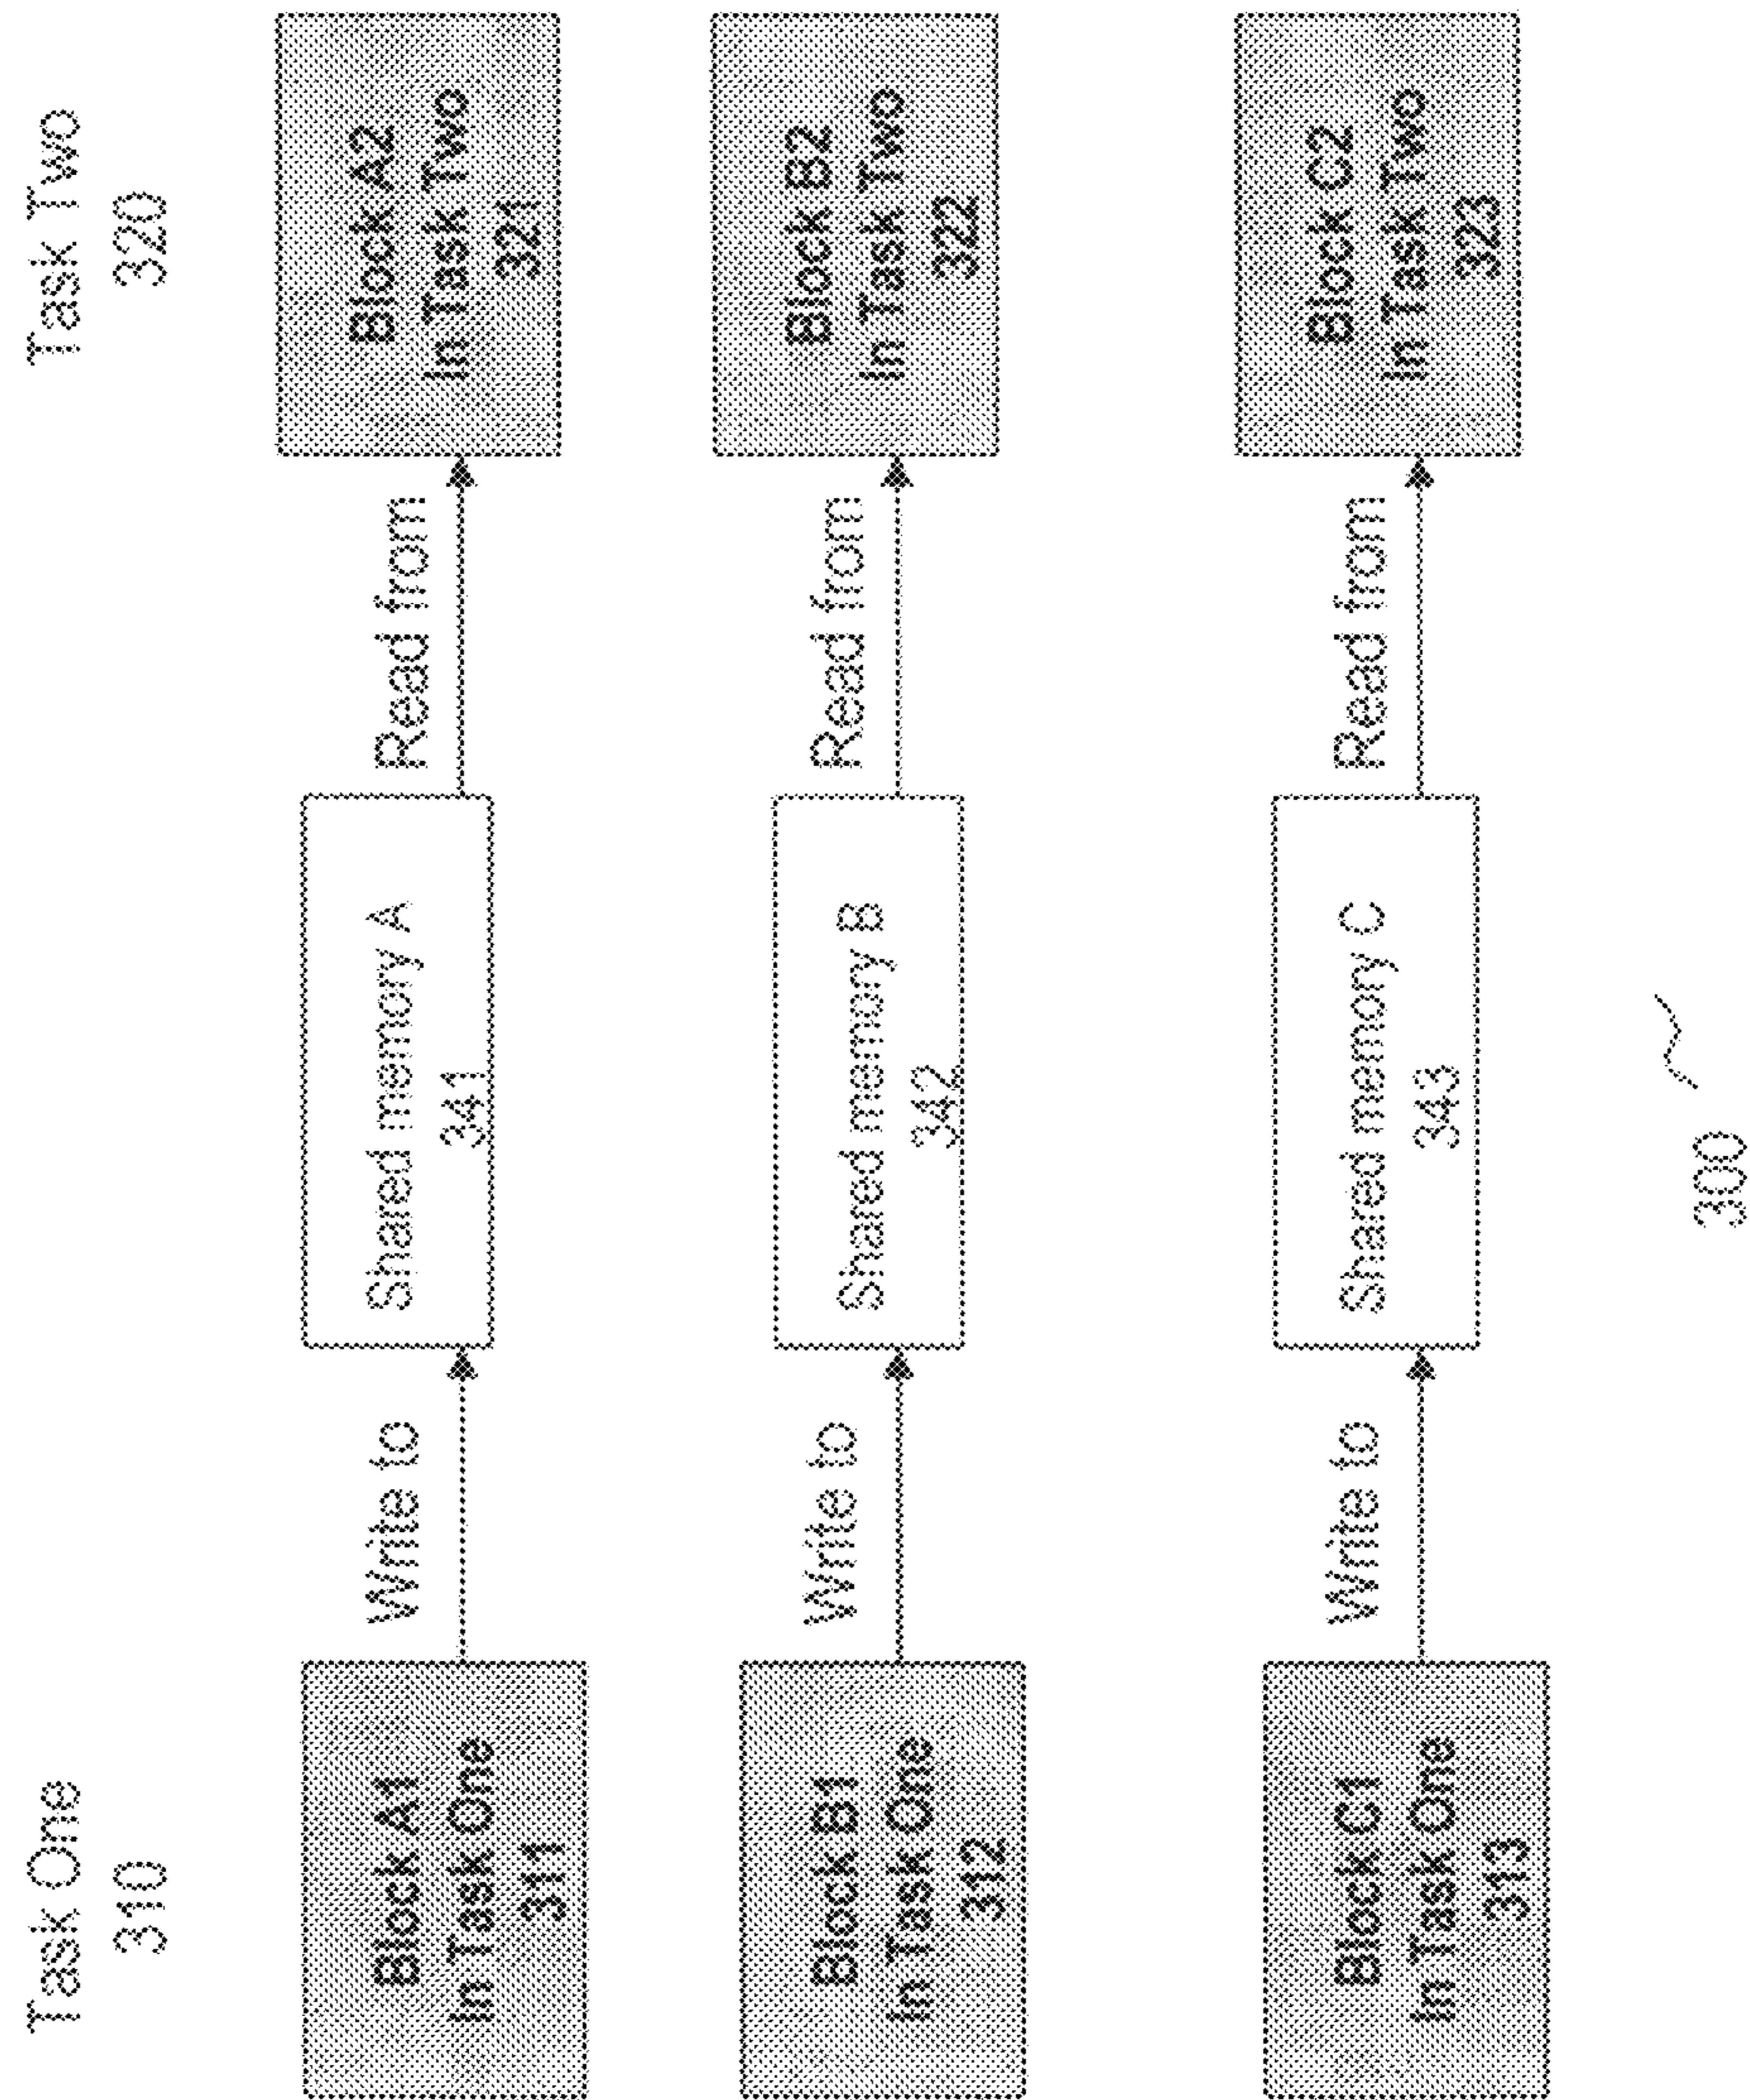 Task One
310
Task Two
320
Block A1
In Task One
311
Write to
Shared memory A
341
Read from
Block A2
In Task Two
321
Block B1
In Task One
312
Write to
Shared memory B
342
Read from
Block B2
In Task Two
322
Block C1
In Task One
313
Write to
Shared memory C
343
Read from
Block C2
In Task Two
323
300